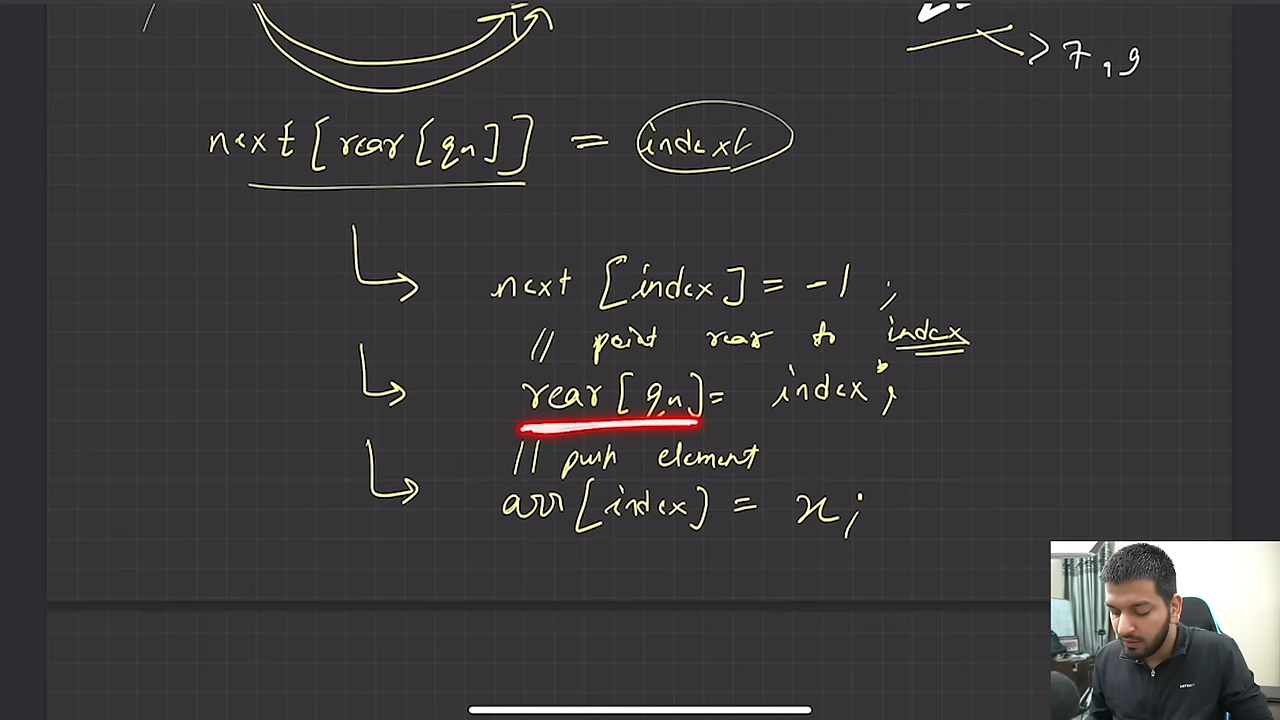 7, 9
next [rear [qn]] = index
next [index] = -1 ;
// point rear to index
rear [qn] = index ;
// push element
arr [index] = x ;